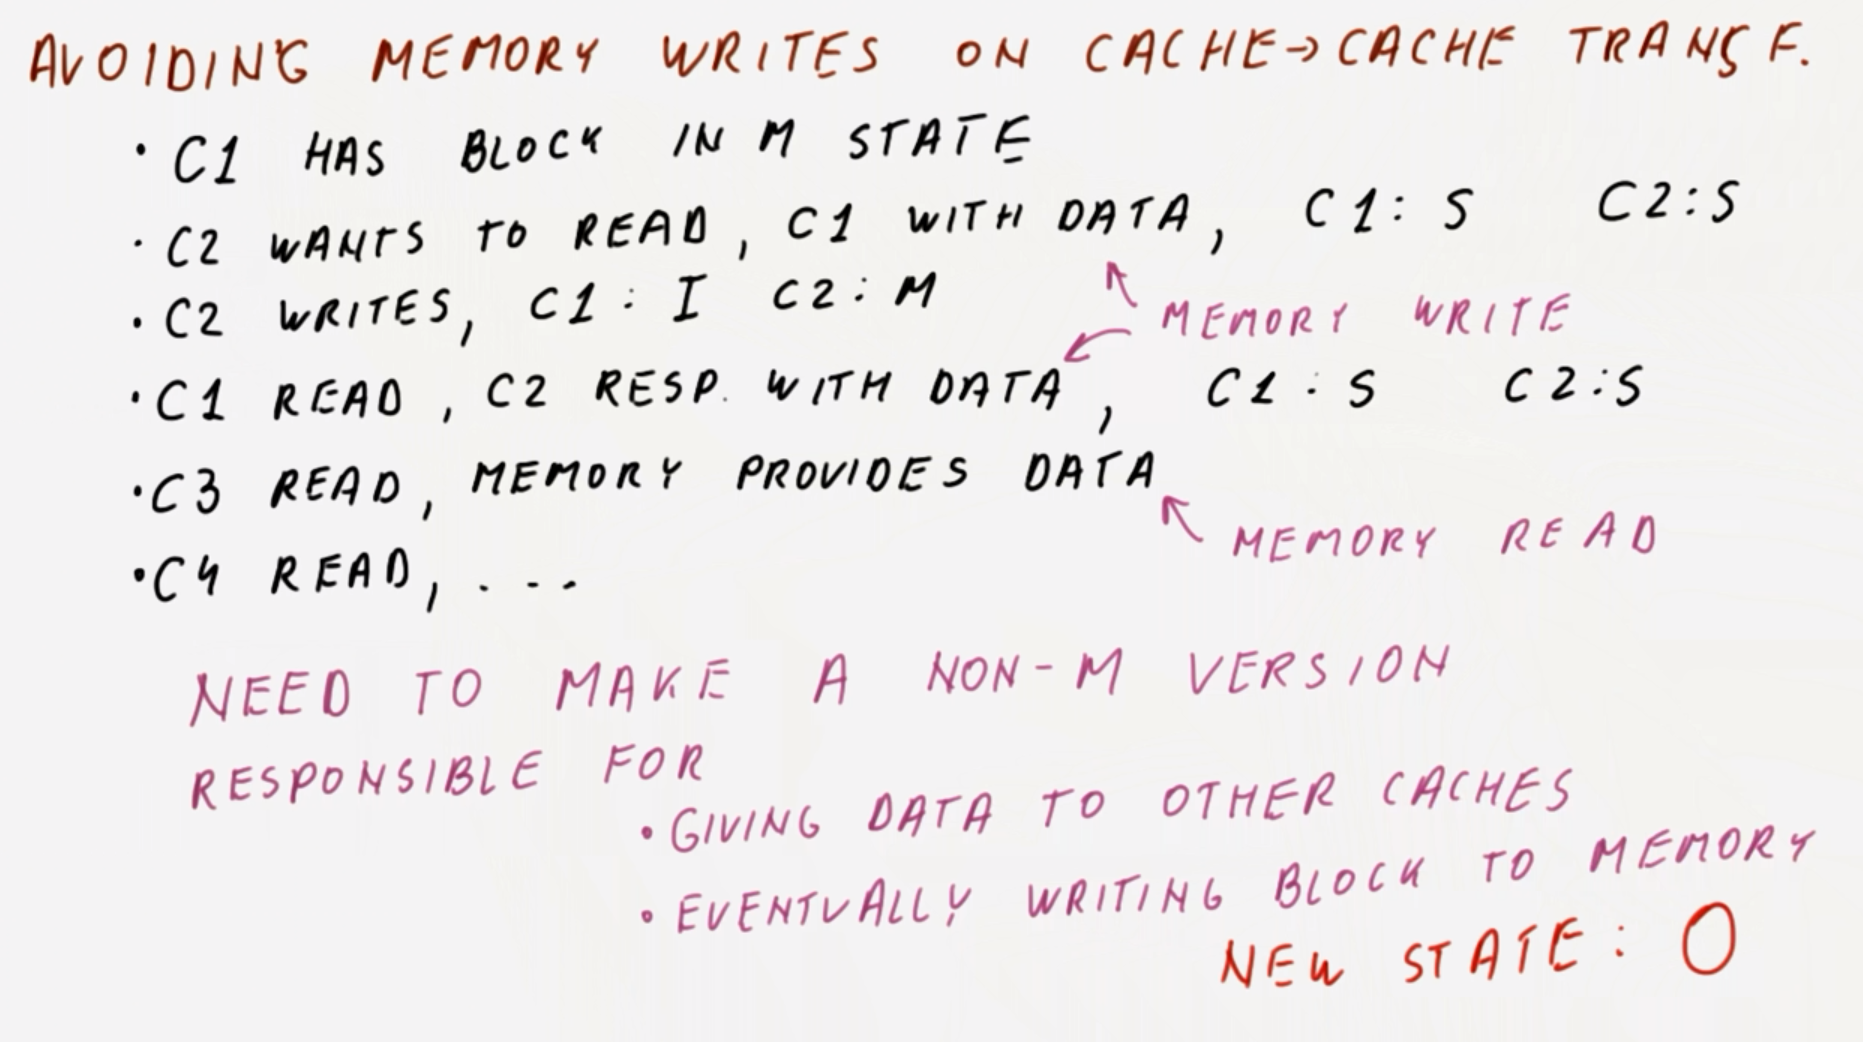 AVOIDING MEMORY WRITES ON CACHE→CACHE TRANSF.
• C1 HAS BLOCK IN M STATE
• C2 WANTS TO READ, C1 WITH DATA, C1: S C2: S
• C2 WRITES, C1: I C2: M
MEMORY WRITE
• C1 READ, C2 RESP. WITH DATA, C1: S C2: S
• C3 READ, MEMORY PROVIDES DATA
MEMORY READ
• C4 READ, ...
NEED TO MAKE A NON-M VERSION
RESPONSIBLE FOR
• GIVING DATA TO OTHER CACHES
• EVENTUALLY WRITING BLOCK TO MEMORY
NEW STATE: O